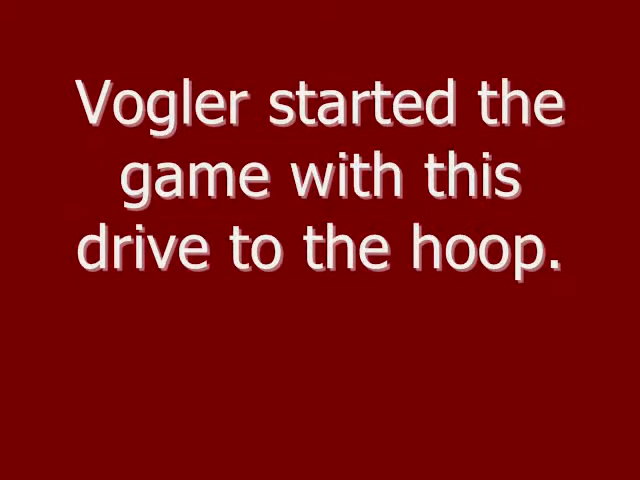 Vogler started the
game with this
drive to the hoop.